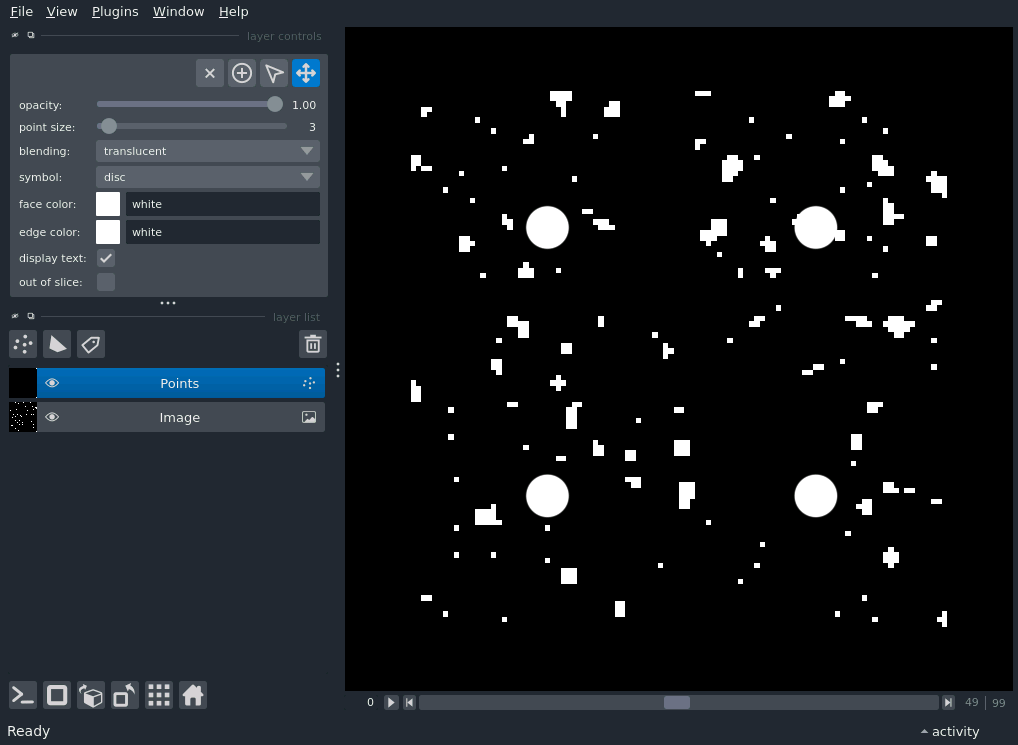 File View Plugins Window Help
layer controls
opacity: 1.00
point size: 3
blending: translucent
symbol: disc
face color: white
edge color: white
display text:
out of slice:
layer list
Points
Image
0 49 99
Ready activity